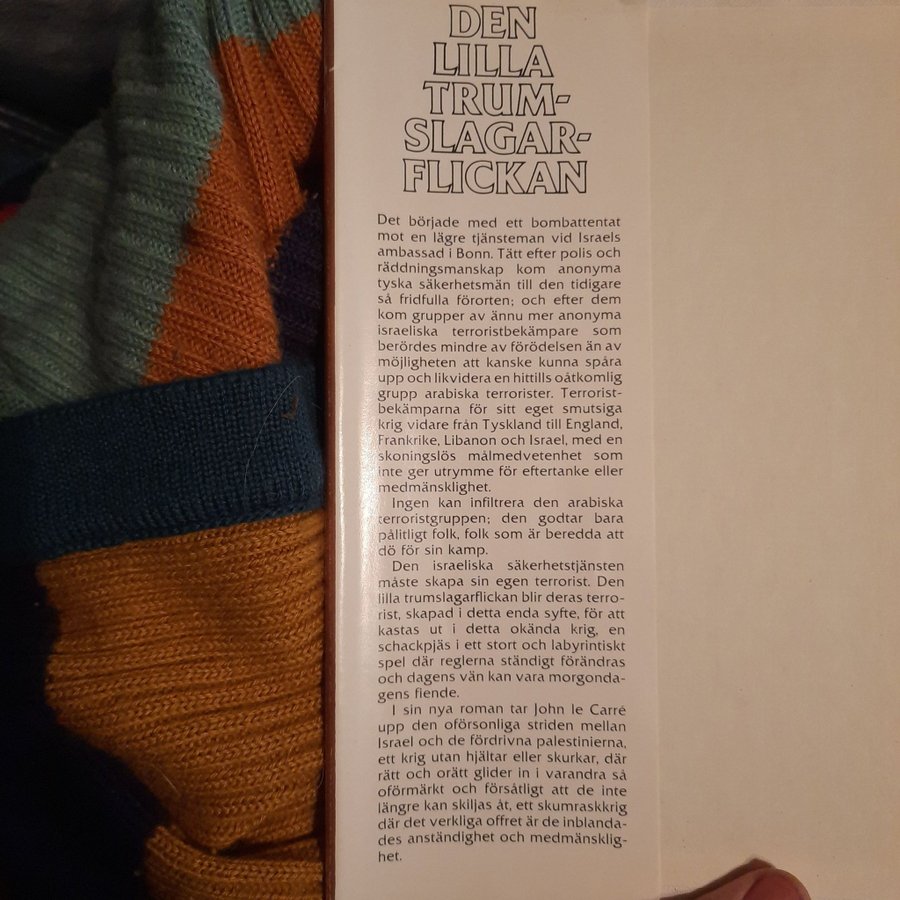 DEN
LILLA
TRUM-
SLAGAR-
FLICKAN
Det började med ett bombattentat
mot en lägre tjänsteman vid Israels
ambassad i Bonn. Tätt efter polis och
räddningsmanskap kom anonyma
tyska säkerhetsmän till den tidigare
så fridfulla förorten; och efter dem
kom grupper av ännu mer anonyma
israeliska terroristbekämpare som
berördes mindre av förödelsen än av
möjligheten att kanske kunna spåra
upp och likvidera en hittills oåtkomlig
grupp arabiska terrorister. Terrorist-
bekämparna för sitt eget smutsiga
krig vidare från Tyskland till England,
Frankrike, Libanon och Israel, med en
skoningslös målmedvetenhet som
inte ger utrymme för eftertanke eller
medmänsklighet.
Ingen kan infiltrera den arabiska
terroristgruppen; den godtar bara
pålitligt folk, folk som är beredda att
dö för sin kamp.
Den israeliska säkerhetstjänsten
måste skapa sin egen terrorist. Den
lilla trumslagarflickan blir deras terro-
rist, skapad i detta enda syfte, för att
kastas ut i detta okända krig, en
schackpjäs i ett stort och labyrintiskt
spel där reglerna ständigt förändras
och dagens vän kan vara morgonda-
gens fiende.
I sin nya roman tar John le Carré
upp den oförsonliga striden mellan
Israel och de fördrivna palestinierna,
ett krig utan hjältar eller skurkar, där
rätt och orätt glider in i varandra så
oförmärkt och försåtligt att de inte
längre kan skiljas åt, ett skumraskkrig
där det verkliga offret är de inblanda-
des anständighet och medmänsklig-
het.